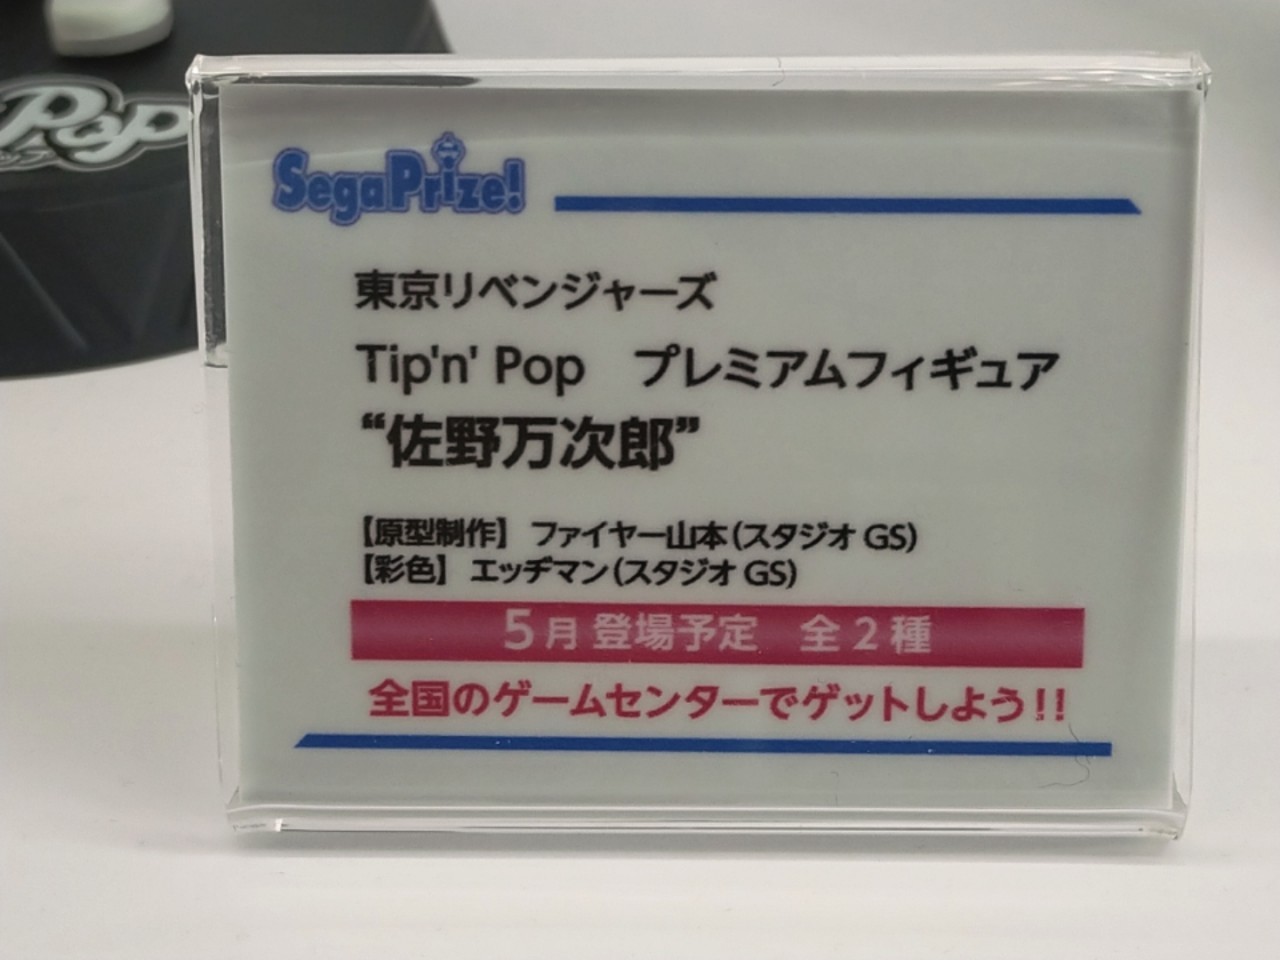 Pop
SegaPrize!
東京リベンジャーズ
Tip'n' Pop　プレミアムフィギュア
“佐野万次郎”
【原型制作】 ファイヤー山本(スタジオ GS)
【彩色】 エッヂマン(スタジオ GS)
5月登場予定　全2種
全国のゲームセンターでゲットしよう!!